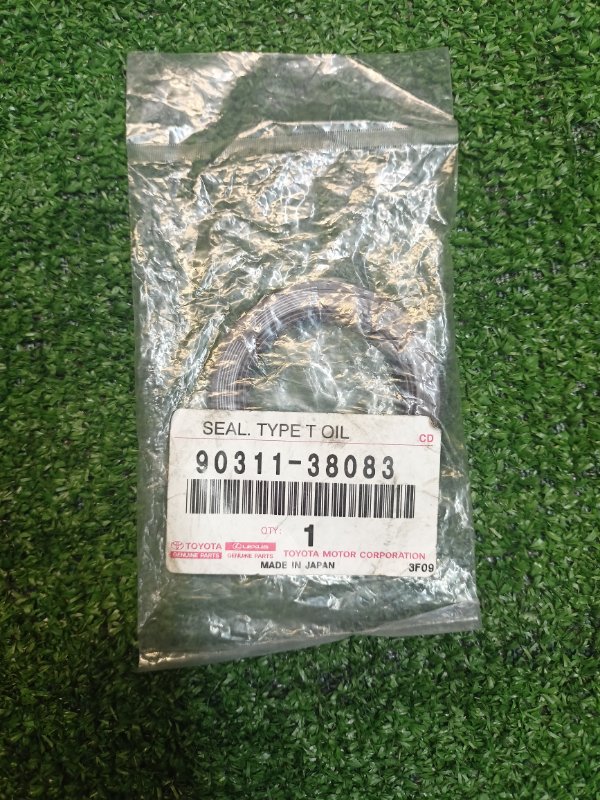 SEAL. TYPE T OIL
CD
90311-38083
QTY: 1
TOYOTA LEXUS
GENUINE PARTS GENUINE PARTS TOYOTA MOTOR CORPORATION
MADE IN JAPAN 3F09